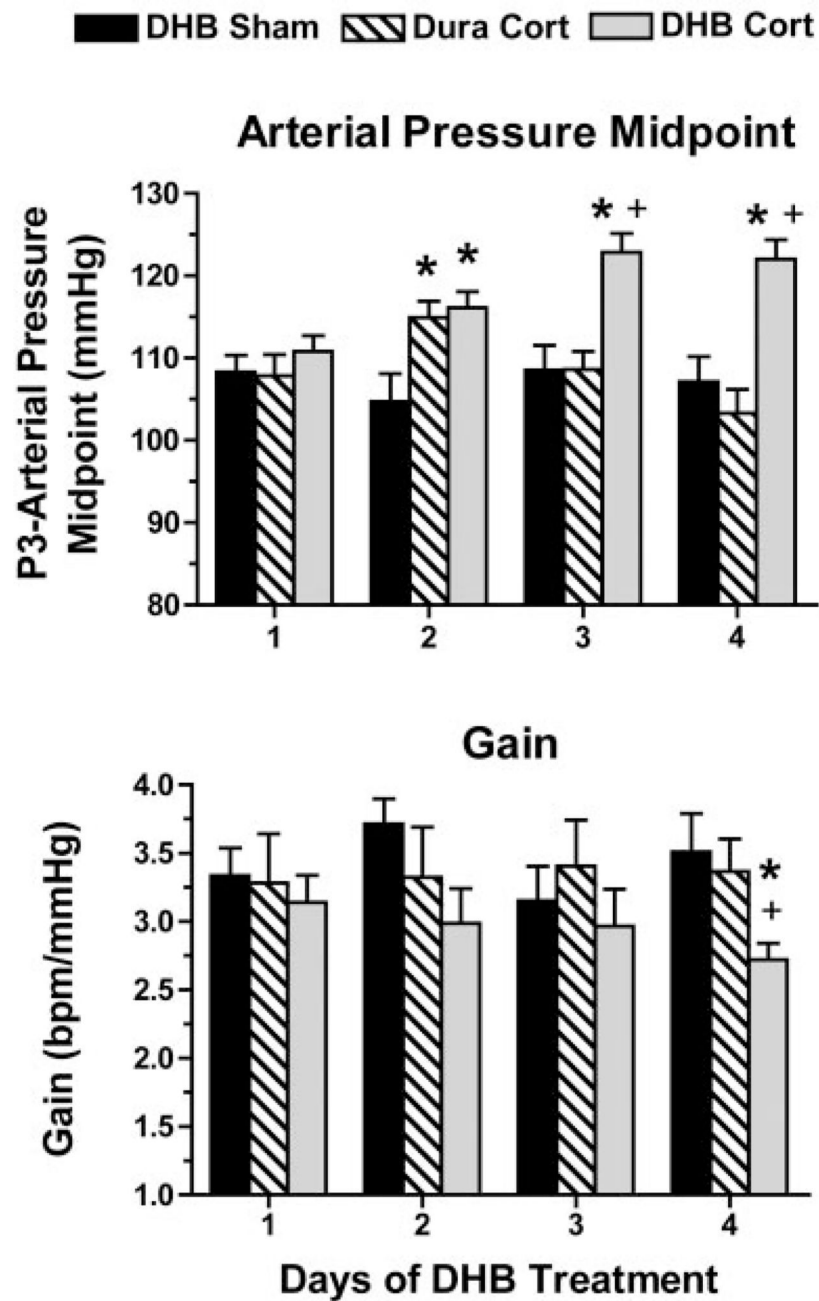 DHB Sham Dura Cort DHB Cort
Arterial Pressure Midpoint
P3-Arterial Pressure
Midpoint (mmHg)
130
120
110
100
90
80
* *
* +
* +
1 2 3 4
Gain
Gain (bpm/mmHg)
4.0
3.5
3.0
2.5
2.0
1.5
1.0
*
+
1 2 3 4
Days of DHB Treatment